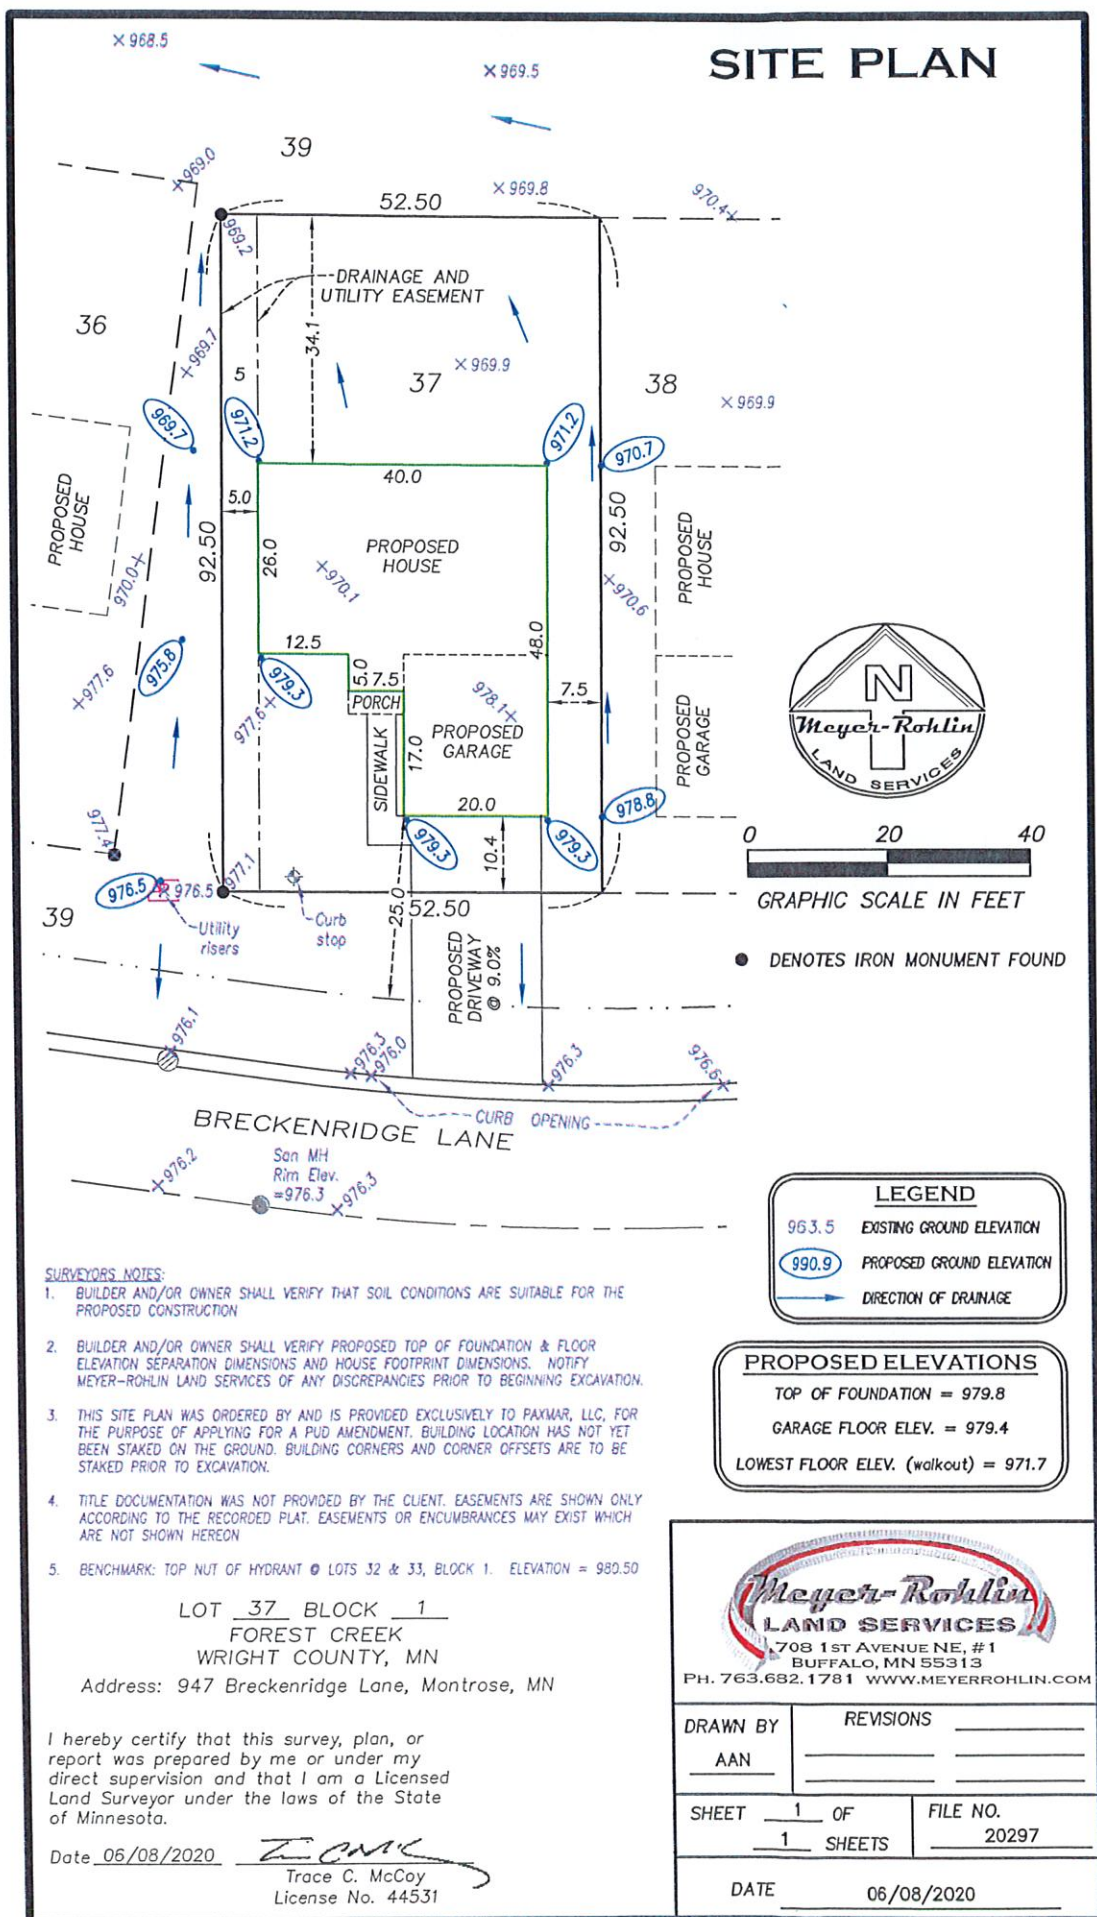 SITE PLAN
×968.5
×969.5
39
×969.0
×969.8
970.4
52.50
969.2
DRAINAGE AND
UTILITY EASEMENT
36
34.1
969.7
5
37
×969.9
38
×969.9
969.7
971.2
971.2
970.7
40.0
5.0
PROPOSED
HOUSE
92.50
26.0
PROPOSED
HOUSE
92.50
PROPOSED
HOUSE
970.0
970.1
970.6
12.5
48.0
975.8
979.3
5.0
7.5
977.6
977.6
PORCH
978.1
7.5
PROPOSED
GARAGE
SIDEWALK
17.0
PROPOSED
GARAGE
20.0
977.4
979.3
979.3
978.8
10.4
N
Meyer-Rohlin
LAND SERVICES
0 20 40
GRAPHIC SCALE IN FEET
976.5
976.5
977.1
39
Utility
risers
Curb
stop
25.0
52.50
DENOTES IRON MONUMENT FOUND
PROPOSED
DRIVEWAY
@ 9.0%
976.1
976.3
976.0
976.3
976.6
CURB OPENING
BRECKENRIDGE LANE
976.2
San MH
Rim Elev.
=976.3
976.3
LEGEND
963.5 EXISTING GROUND ELEVATION
990.9 PROPOSED GROUND ELEVATION
DIRECTION OF DRAINAGE
SURVEYORS NOTES:
1. BUILDER AND/OR OWNER SHALL VERIFY THAT SOIL CONDITIONS ARE SUITABLE FOR THE
PROPOSED CONSTRUCTION
2. BUILDER AND/OR OWNER SHALL VERIFY PROPOSED TOP OF FOUNDATION & FLOOR
ELEVATION SEPARATION DIMENSIONS AND HOUSE FOOTPRINT DIMENSIONS. NOTIFY
MEYER-ROHLIN LAND SERVICES OF ANY DISCREPANCIES PRIOR TO BEGINNING EXCAVATION.
3. THIS SITE PLAN WAS ORDERED BY AND IS PROVIDED EXCLUSIVELY TO PAXMAR, LLC, FOR
THE PURPOSE OF APPLYING FOR A PUD AMENDMENT. BUILDING LOCATION HAS NOT YET
BEEN STAKED ON THE GROUND. BUILDING CORNERS AND CORNER OFFSETS ARE TO BE
STAKED PRIOR TO EXCAVATION.
4. TITLE DOCUMENTATION WAS NOT PROVIDED BY THE CLIENT. EASEMENTS ARE SHOWN ONLY
ACCORDING TO THE RECORDED PLAT. EASEMENTS OR ENCUMBRANCES MAY EXIST WHICH
ARE NOT SHOWN HEREON
5. BENCHMARK: TOP NUT OF HYDRANT @ LOTS 32 & 33, BLOCK 1. ELEVATION = 980.50
PROPOSED ELEVATIONS
TOP OF FOUNDATION = 979.8
GARAGE FLOOR ELEV. = 979.4
LOWEST FLOOR ELEV. (walkout) = 971.7
LOT 37 BLOCK 1
FOREST CREEK
WRIGHT COUNTY, MN
Address: 947 Breckenridge Lane, Montrose, MN
I hereby certify that this survey, plan, or
report was prepared by me or under my
direct supervision and that I am a Licensed
Land Surveyor under the laws of the State
of Minnesota.
Date 06/08/2020
Trace C. McCoy
License No. 44531
Meyer-Rohlin
LAND SERVICES
708 1ST AVENUE NE, #1
BUFFALO, MN 55313
PH. 763.682.1781 WWW.MEYERROHLIN.COM
DRAWN BY
AAN
REVISIONS
SHEET 1 OF
1 SHEETS
FILE NO.
20297
DATE 06/08/2020